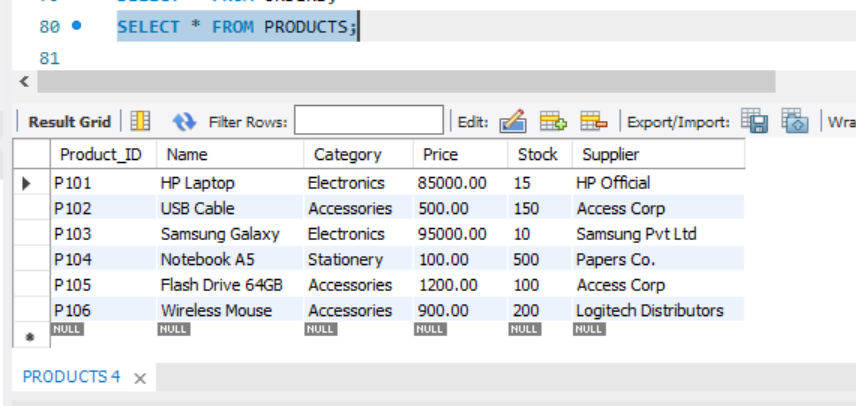 80 SELECT * FROM PRODUCTS;
81
Result Grid Filter Rows: Edit: Export/Import: Wra
Product_ID Name Category Price Stock Supplier
P101 HP Laptop Electronics 85000.00 15 HP Official
P102 USB Cable Accessories 500.00 150 Access Corp
P103 Samsung Galaxy Electronics 95000.00 10 Samsung Pvt Ltd
P104 Notebook A5 Stationery 100.00 500 Papers Co.
P105 Flash Drive 64GB Accessories 1200.00 100 Access Corp
P106 Wireless Mouse Accessories 900.00 200 Logitech Distributors
NULL NULL NULL NULL NULL NULL
PRODUCTS 4